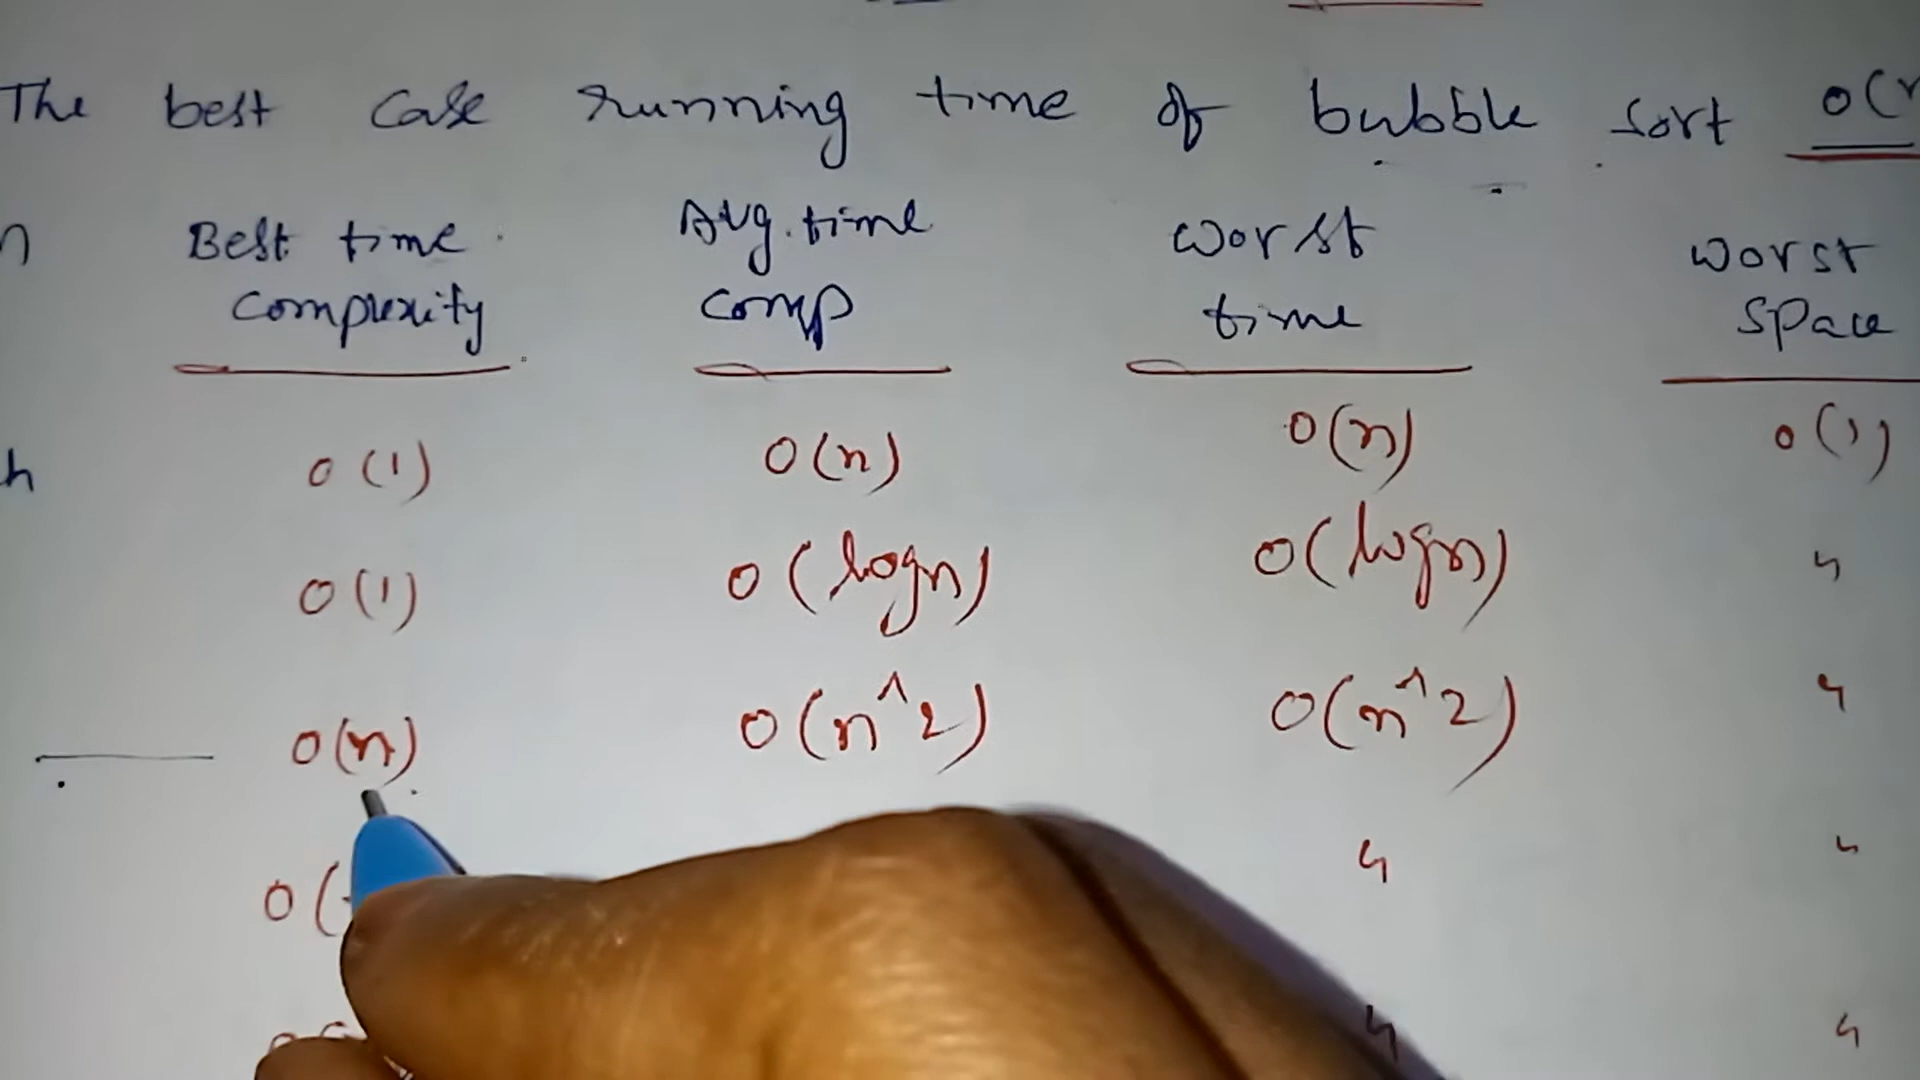 The best case running time of bubble sort O(n
n Best time Avg. time worst worst
complexity comp time space
h O(1) O(n) O(n) O(1)
O(1) O(logn) O(logn) "
O(n) O(n^2) O(n^2) "
O( " "
" "